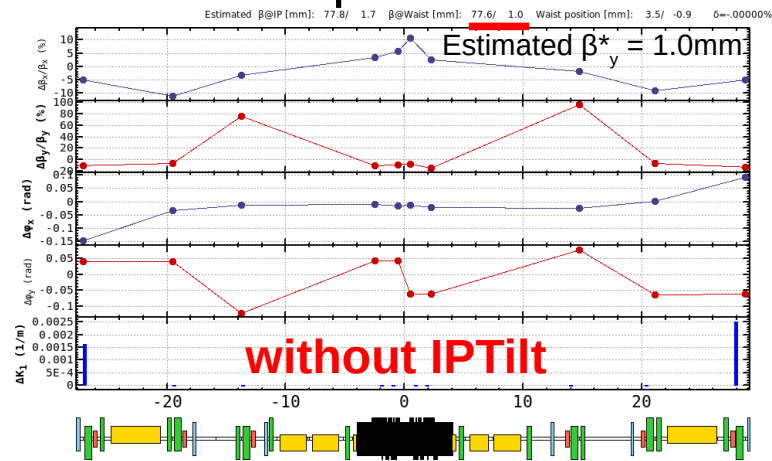 Estimated β@IP [mm]: 77.8/ 1.7 β@Waist [mm]: 77.6/ 1.0 Waist position [mm]: 3.5/ -0.9 δ=-.00000%
Estimated β*y = 1.0mm
Δβx/βx (%)
10
5
0
-5
-10
Δβy/βy (%)
100
80
60
40
20
0
-20
Δφx (rad)
0.1
0.05
0
-0.05
-0.1
-0.15
Δφy (rad)
0.05
0
-0.05
-0.1
ΔK1 (1/m)
0.0025
0.002
0.0015
0.001
5E-4
0
without IPTilt
-20 -10 0 10 20